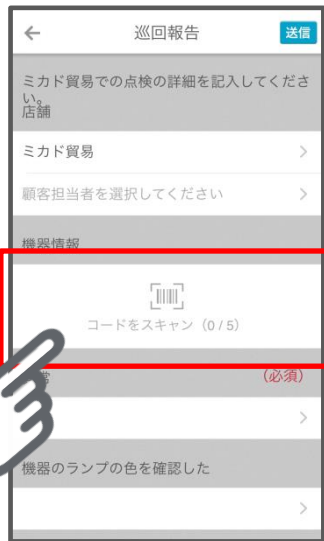 巡回報告
送信
ミカド貿易での点検の詳細を記入してくださ
い。
店舗
ミカド貿易
顧客担当者を選択してください
機器情報
コードをスキャン（0 / 5）
（必須）
機器のランプの色を確認した